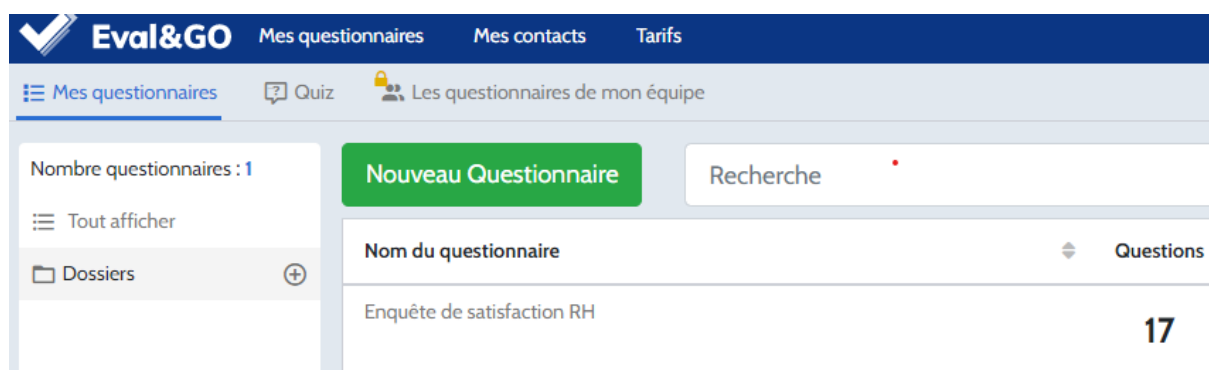 Eval&GO Mes questionnaires Mes contacts Tarifs
Mes questionnaires Quiz Les questionnaires de mon équipe
Nombre questionnaires : 1
Tout afficher
Dossiers
Nouveau Questionnaire Recherche
Nom du questionnaire Questions
Enquête de satisfaction RH 17